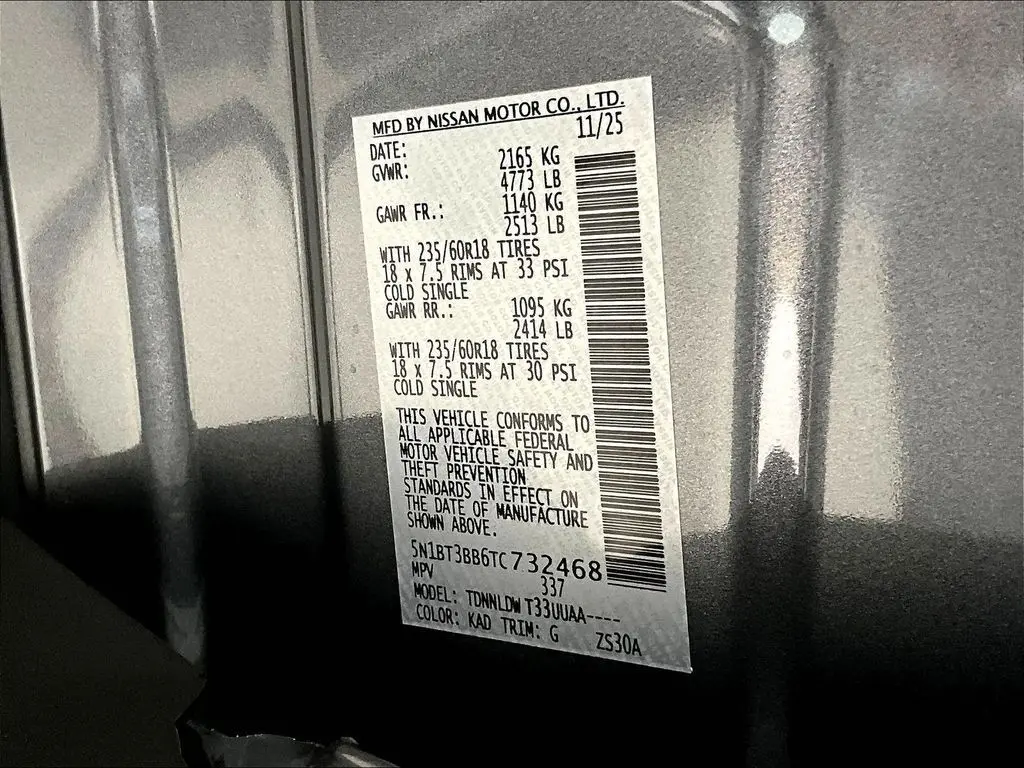 MFD BY NISSAN MOTOR CO., LTD.
DATE: 11/25
GVWR: 2165 KG
4773 LB
GAWR FR.: 1140 KG
2513 LB
WITH 235/60R18 TIRES
18 x 7.5 RIMS AT 33 PSI
COLD SINGLE
GAWR RR.: 1095 KG
2414 LB
WITH 235/60R18 TIRES
18 x 7.5 RIMS AT 30 PSI
COLD SINGLE
THIS VEHICLE CONFORMS TO
ALL APPLICABLE FEDERAL
MOTOR VEHICLE SAFETY AND
THEFT PREVENTION
STANDARDS IN EFFECT ON
THE DATE OF MANUFACTURE
SHOWN ABOVE.
5N1BT3BB6TC732468
MPV 337
MODEL: TDNNLDW T33UUAA----
COLOR: KAD TRIM: G ZS30A